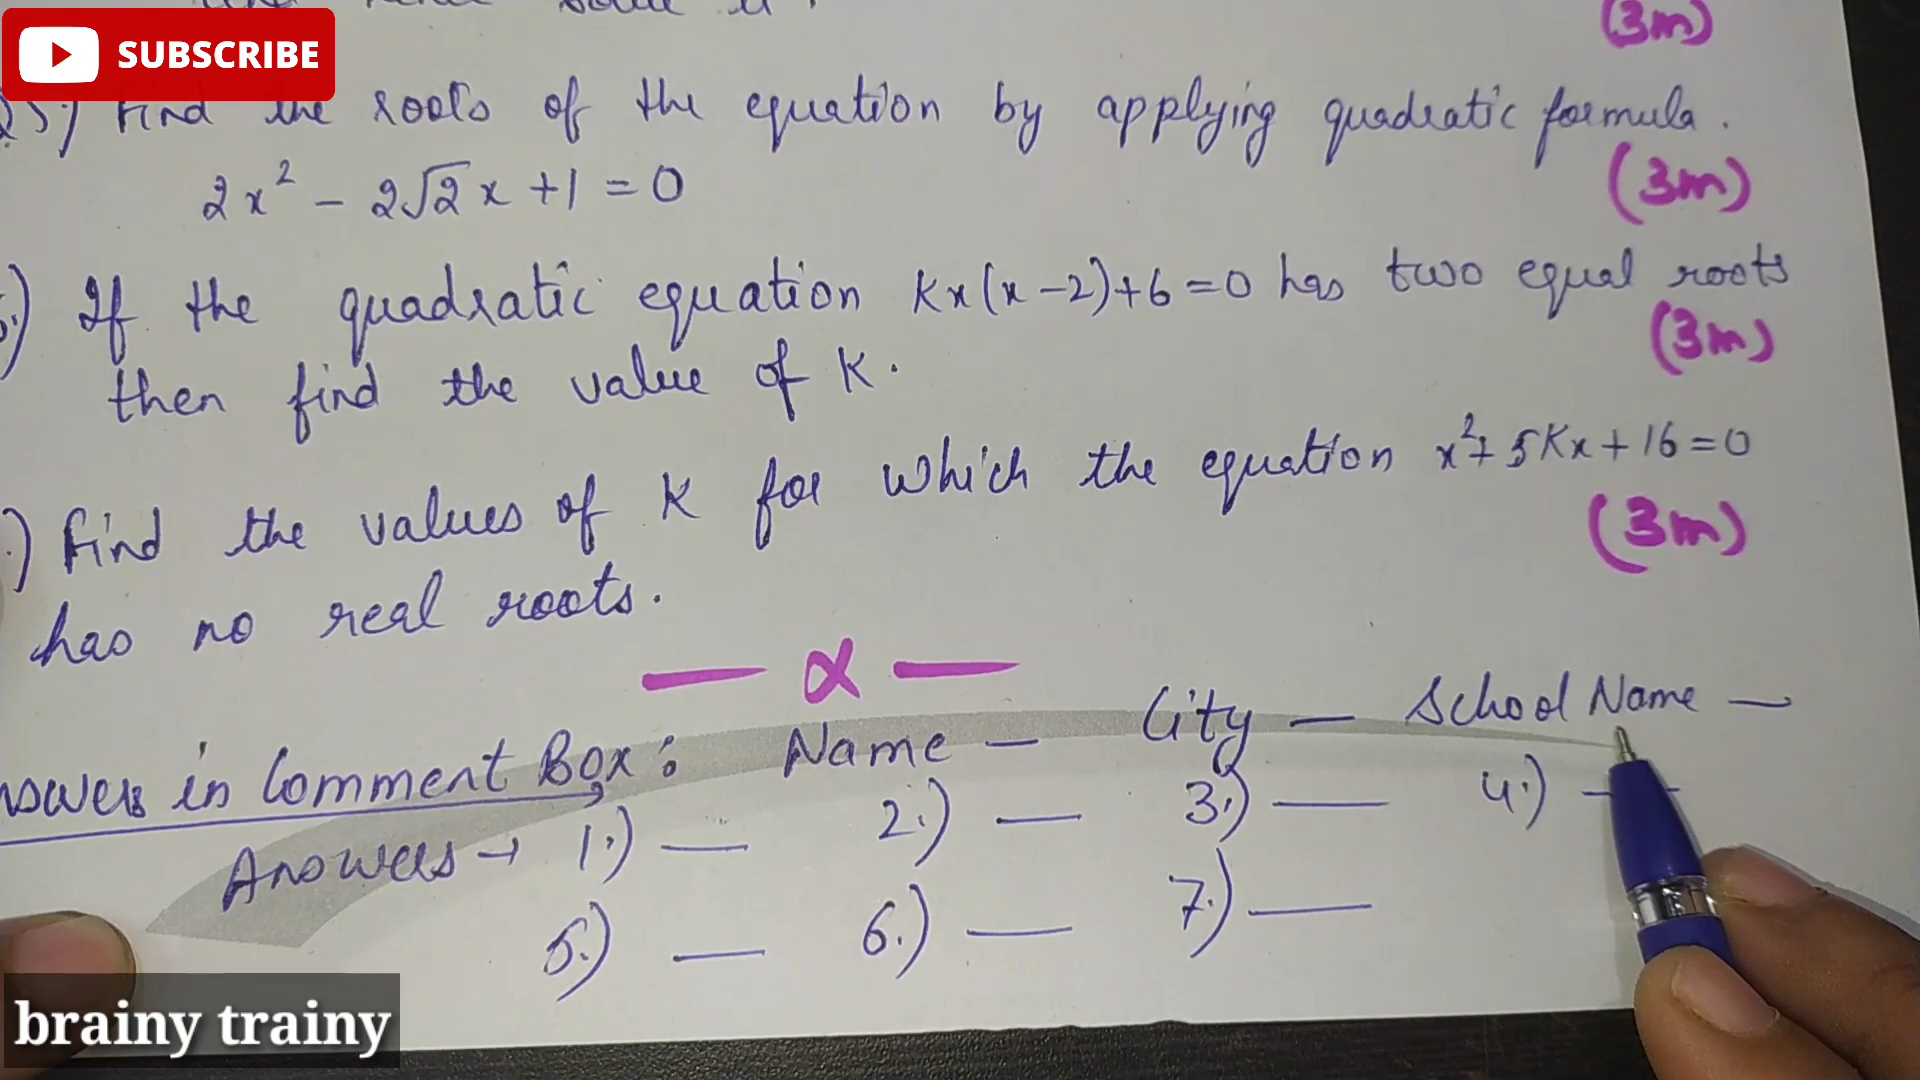 SUBSCRIBE
(3m)
Find the roots of the equation by applying quadratic formula.
2x² - 2√2x + 1 = 0
(3m)
If the quadratic equation Kx(x-2)+6=0 has two equal roots
then find the value of K.
(3m)
.) Find the values of K for which the equation x²+5Kx+16=0
has no real roots.
(3m)
in Comment Box: Name — City — School Name —
Answers → 1.) — 2.) — 3.) — 4.) —
5.) — 6.) — 7.) —
brainy trainy